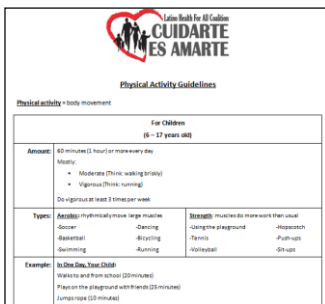 Latino Health For All Coalition
CUIDARTE
ES AMARTE
Physical Activity Guidelines
Physical activity = body movement
For Children
(6 – 17 years old)
Amount: 60 minutes (1 hour) or more every day
Mostly:
• Moderate (Think: walking briskly)
• Vigorous (Think: running)
Do vigorous at least 3 times per week
Types: Aerobic: rhythmically move large muscles Strength: muscles do more work than usual
-Soccer -Dancing -Using the playground -Hopscotch
-Basketball -Bicycling -Tennis -Push-ups
-Swimming -Running -Volleyball -Sit-ups
Example: In One Day, Your Child:
Walks to and from school (20 minutes)
Plays on the playground with friends (25 minutes)
Jumps rope (10 minutes)